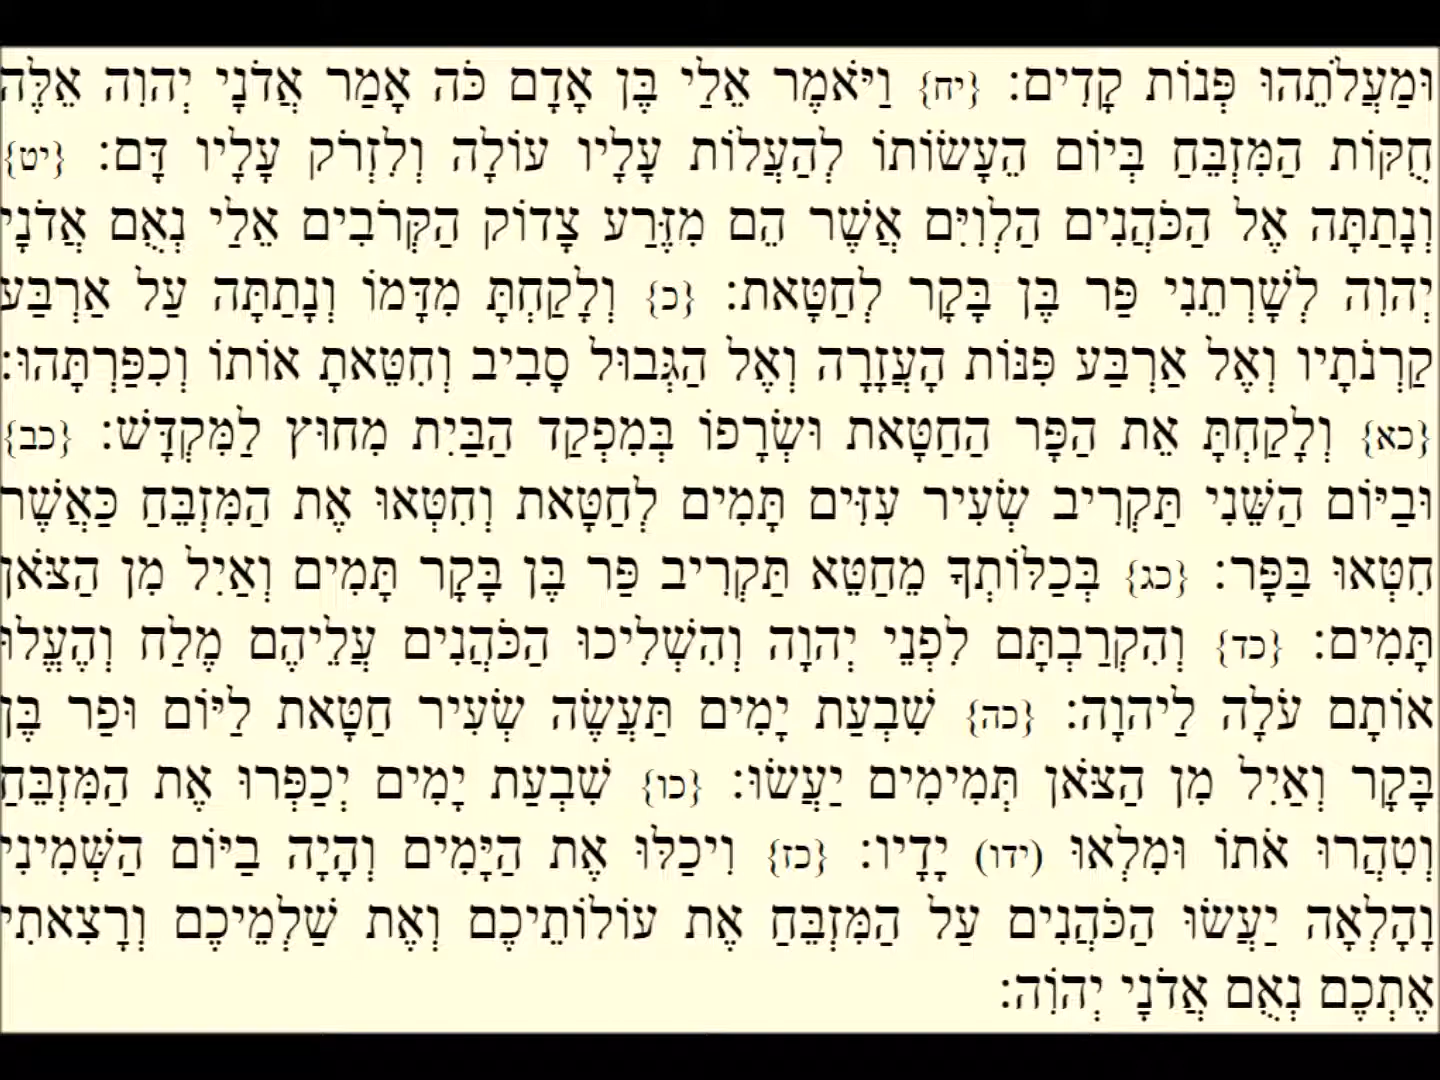 וּמַעֲלֹתֵהוּ פְּנוֹת קָדִים: {יח} וַיֹּאמֶר אֵלַי בֶּן אָדָם כֹּה אָמַר אֲדֹנָי יְהוִה אֵלֶּה
חֻקּוֹת הַמִּזְבֵּחַ בְּיוֹם הֵעָשׂוֹתוֹ לְהַעֲלוֹת עָלָיו עוֹלָה וְלִזְרֹק עָלָיו דָּם: {יט}
וְנָתַתָּה אֶל הַכֹּהֲנִים הַלְוִיִּם אֲשֶׁר הֵם מִזֶּרַע צָדוֹק הַקְּרֹבִים אֵלַי נְאֻם אֲדֹנָי
יְהוִה לְשָׁרְתֵנִי פַּר בֶּן בָּקָר לְחַטָּאת: {כ} וְלָקַחְתָּ מִדָּמוֹ וְנָתַתָּה עַל אַרְבַּע
קַרְנֹתָיו וְאֶל אַרְבַּע פִּנּוֹת הָעֲזָרָה וְאֶל הַגְּבוּל סָבִיב וְחִטֵּאתָ אוֹתוֹ וְכִפַּרְתָּהוּ:
{כא} וְלָקַחְתָּ אֵת הַפָּר הַחַטָּאת וּשְׂרָפוֹ בְּמִפְקַד הַבַּיִת מִחוּץ לַמִּקְדָּשׁ: {כב}
וּבַיּוֹם הַשֵּׁנִי תַּקְרִיב שְׂעִיר עִזִּים תָּמִים לְחַטָּאת וְחִטְּאוּ אֶת הַמִּזְבֵּחַ כַּאֲשֶׁר
חִטְּאוּ בַּפָּר: {כג} בְּכַלּוֹתְךָ מֵחַטֵּא תַּקְרִיב פַּר בֶּן בָּקָר תָּמִים וְאַיִל מִן הַצֹּאן
תָּמִים: {כד} וְהִקְרַבְתָּם לִפְנֵי יְהוָה וְהִשְׁלִיכוּ הַכֹּהֲנִים עֲלֵיהֶם מֶלַח וְהֶעֱלוּ
אוֹתָם עֹלָה לַיהוָה: {כה} שִׁבְעַת יָמִים תַּעֲשֶׂה שְׂעִיר חַטָּאת לַיּוֹם וּפַר בֶּן
בָּקָר וְאַיִל מִן הַצֹּאן תְּמִימִים יַעֲשׂוּ: {כו} שִׁבְעַת יָמִים יְכַפְּרוּ אֶת הַמִּזְבֵּחַ
וְטִהֲרוּ אֹתוֹ וּמִלְאוּ (ידו) יָדָיו: {כז} וִיכַלּוּ אֶת הַיָּמִים וְהָיָה בַיּוֹם הַשְּׁמִינִי
וָהָלְאָה יַעֲשׂוּ הַכֹּהֲנִים עַל הַמִּזְבֵּחַ אֶת עוֹלוֹתֵיכֶם וְאֶת שַׁלְמֵיכֶם וְרָצִאתִי
אֶתְכֶם נְאֻם אֲדֹנָי יְהוִֹה: